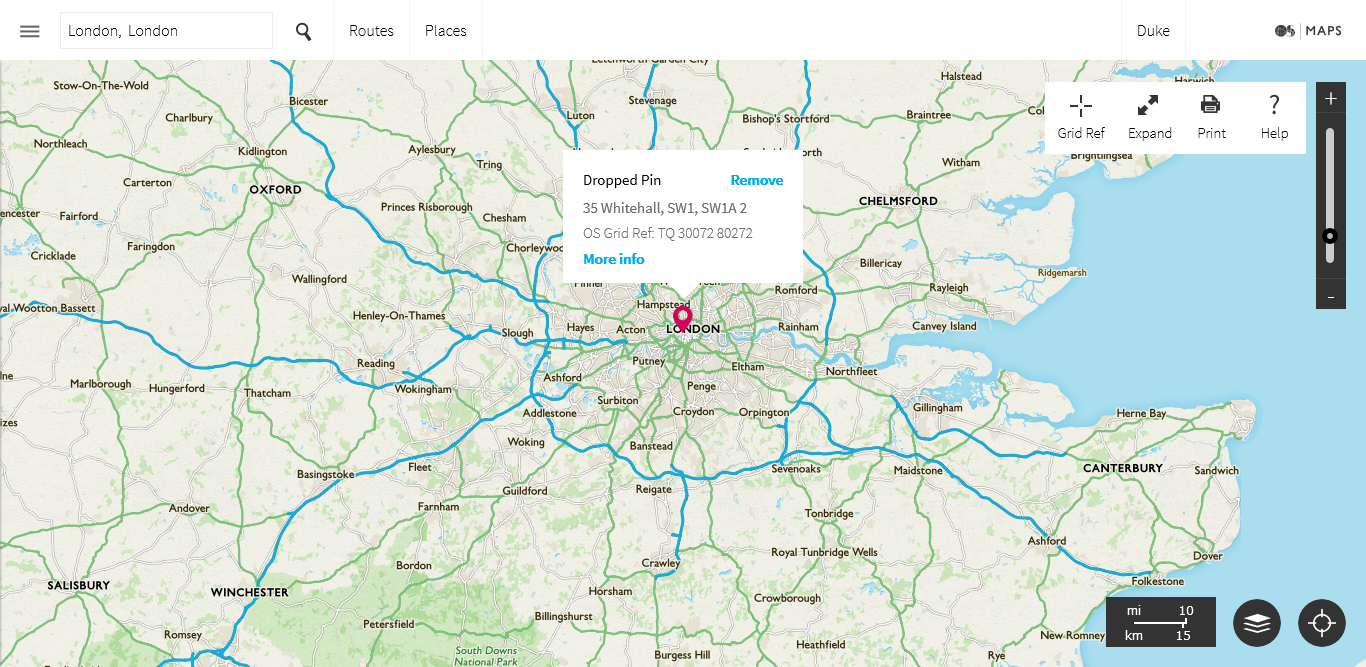 London, London
Routes
Places
Duke
OS MAPS
Grid Ref
Expand
Print
Help
+
-
Dropped Pin
Remove
35 Whitehall, SW1, SW1A 2
OS Grid Ref: TQ 30072 80272
More info
Letchworth Garden City
Stow-On-The-Wold
Halstead
Harwich
Bicester
Stevenage
Luton
Bishop's Stortford
Braintree
Charlbury
Northleach
Kidlington
Aylesbury
Tring
Witham
Brightlingsea
Carterton
OXFORD
Princes Risborough
Chesham
CHELMSFORD
Fairford
Faringdon
Cricklade
Chorleywood
Billericay
Ridgemarsh
Wallingford
Pinner
Romford
Rayleigh
Wootton Bassett
Henley-On-Thames
Hampstead
Slough
Hayes
Acton
LONDON
Rainham
Canvey Island
Reading
Putney
Eltham
Northfleet
Marlborough
Hungerford
Thatcham
Wokingham
Ashford
Penge
Surbiton
Addlestone
Croydon
Orpington
Gillingham
Herne Bay
Woking
Banstead
Basingstoke
Fleet
Sevenoaks
Maidstone
CANTERBURY
Sandwich
Guildford
Reigate
Andover
Farnham
Tonbridge
Ashford
Dover
Royal Tunbridge Wells
Bordon
Crawley
Folkestone
SALISBURY
WINCHESTER
Horsham
Crowborough
Billingshurst
Petersfield
Romsey
South Downs
National Park
Burgess Hill
Heathfield
New Romney
Rye
mi 10
km 15